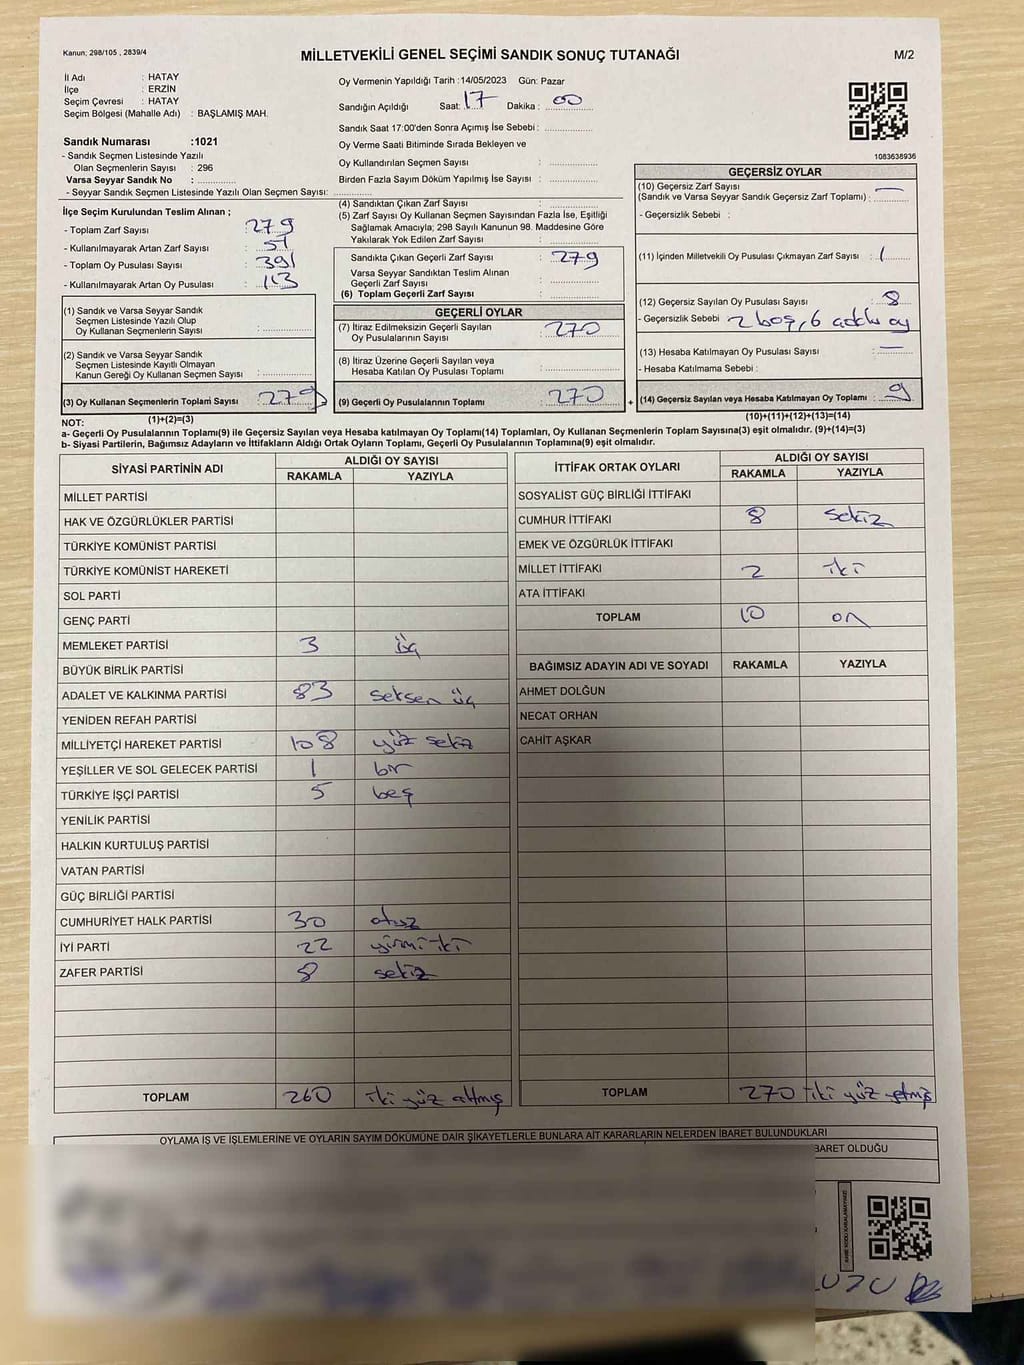 Kanun; 298/105 , 2839/4
MİLLETVEKİLİ GENEL SEÇİMİ SANDIK SONUÇ TUTANAĞI
M/2
İl Adı : HATAY
İlçe : ERZİN
Seçim Çevresi : HATAY
Seçim Bölgesi (Mahalle Adı) : BAŞLAMIŞ MAH.
Sandık Numarası :1021
- Sandık Seçmen Listesinde Yazılı
Olan Seçmenlerin Sayısı : 296
Varsa Seyyar Sandık No :
- Seyyar Sandık Seçmen Listesinde Yazılı Olan Seçmen Sayısı:
Oy Vermenin Yapıldığı Tarih :14/05/2023 Gün: Pazar
Sandığın Açıldığı Saat: 17 Dakika : 00
Sandık Saat 17:00'den Sonra Açılmış İse Sebebi :
Oy Verme Saati Bitiminde Sırada Bekleyen ve
Oy Kullandırılan Seçmen Sayısı :
Birden Fazla Sayım Döküm Yapılmış İse Sayısı :
1083638936
İlçe Seçim Kurulundan Teslim Alınan ;
- Toplam Zarf Sayısı : 279
- Kullanılmayarak Artan Zarf Sayısı : 51
- Toplam Oy Pusulası Sayısı : 391
- Kullanılmayarak Artan Oy Pusulası : 113
(1) Sandık ve Varsa Seyyar Sandık
Seçmen Listesinde Yazılı Olup
Oy Kullanan Seçmenlerin Sayısı :
(2) Sandık ve Varsa Seyyar Sandık
Seçmen Listesinde Kayıtlı Olmayan
Kanun Gereği Oy Kullanan Seçmen Sayısı :
(3) Oy Kullanan Seçmenlerin Toplam Sayısı : 279
(1)+(2)=(3)
(4) Sandıktan Çıkan Zarf Sayısı :
(5) Zarf Sayısı Oy Kullanan Seçmen Sayısından Fazla İse, Eşitliği
Sağlamak Amacıyla; 298 Sayılı Kanunun 98. Maddesine Göre
Yakılarak Yok Edilen Zarf Sayısı :
Sandıkta Çıkan Geçerli Zarf Sayısı : 279
Varsa Seyyar Sandıktan Teslim Alınan
Geçerli Zarf Sayısı :
(6) Toplam Geçerli Zarf Sayısı :
GEÇERLİ OYLAR
(7) İtiraz Edilmeksizin Geçerli Sayılan
Oy Pusulalarının Sayısı : 270
(8) İtiraz Üzerine Geçerli Sayılan veya
Hesaba Katılan Oy Pusulası Toplamı :
(9) Geçerli Oy Pusulalarının Toplamı : 270 +
GEÇERSİZ OYLAR
(10) Geçersiz Zarf Sayısı
(Sandık ve Varsa Seyyar Sandık Geçersiz Zarf Toplamı) : —
- Geçersizlik Sebebi :
(11) İçinden Milletvekili Oy Pusulası Çıkmayan Zarf Sayısı : 1
(12) Geçersiz Sayılan Oy Pusulası Sayısı : 8
- Geçersizlik Sebebi : 2 boş, 6 adet oy
(13) Hesaba Katılmayan Oy Pusulası Sayısı : —
- Hesaba Katılmama Sebebi :
(14) Geçersiz Sayılan veya Hesaba Katılmayan Oy Toplamı : 9
(10)+(11)+(12)+(13)=(14)
NOT:
a- Geçerli Oy Pusulalarının Toplamı(9) ile Geçersiz Sayılan veya Hesaba katılmayan Oy Toplamı(14) Toplamları, Oy Kullanan Seçmenlerin Toplam Sayısına(3) eşit olmalıdır. (9)+(14)=(3)
b- Siyasi Partilerin, Bağımsız Adayların ve İttifakların Aldığı Ortak Oyların Toplamı, Geçerli Oy Pusulalarının Toplamına(9) eşit olmalıdır.
SİYASİ PARTİNİN ADI ALDIĞI OY SAYISI
RAKAMLA YAZIYLA
MİLLET PARTİSİ
HAK VE ÖZGÜRLÜKLER PARTİSİ
TÜRKİYE KOMÜNİST PARTİSİ
TÜRKİYE KOMÜNİST HAREKETİ
SOL PARTİ
GENÇ PARTİ
MEMLEKET PARTİSİ 3 üç
BÜYÜK BİRLİK PARTİSİ
ADALET VE KALKINMA PARTİSİ 83 seksen üç
YENİDEN REFAH PARTİSİ
MİLLİYETÇİ HAREKET PARTİSİ 108 yüz sekiz
YEŞİLLER VE SOL GELECEK PARTİSİ 1 bir
TÜRKİYE İŞÇİ PARTİSİ 5 beş
YENİLİK PARTİSİ
HALKIN KURTULUŞ PARTİSİ
VATAN PARTİSİ
GÜÇ BİRLİĞİ PARTİSİ
CUMHURİYET HALK PARTİSİ 30 otuz
İYİ PARTİ 22 yirmi iki
ZAFER PARTİSİ 8 sekiz
TOPLAM 260 iki yüz altmış
İTTİFAK ORTAK OYLARI ALDIĞI OY SAYISI
RAKAMLA YAZIYLA
SOSYALİST GÜÇ BİRLİĞİ İTTİFAKI
CUMHUR İTTİFAKI 8 sekiz
EMEK VE ÖZGÜRLÜK İTTİFAKI
MİLLET İTTİFAKI 2 iki
ATA İTTİFAKI
TOPLAM 10 on
BAĞIMSIZ ADAYIN ADI VE SOYADI RAKAMLA YAZIYLA
AHMET DOLĞUN
NECAT ORHAN
CAHİT AŞKAR
TOPLAM 270 iki yüz yetmiş
OYLAMA İŞ VE İŞLEMLERİNE VE OYLARIN SAYIM DÖKÜMÜNE DAİR ŞİKAYETLERLE BUNLARA AİT KARARLARIN NELERDEN İBARET BULUNDUKLARI
BARET OLDUĞU